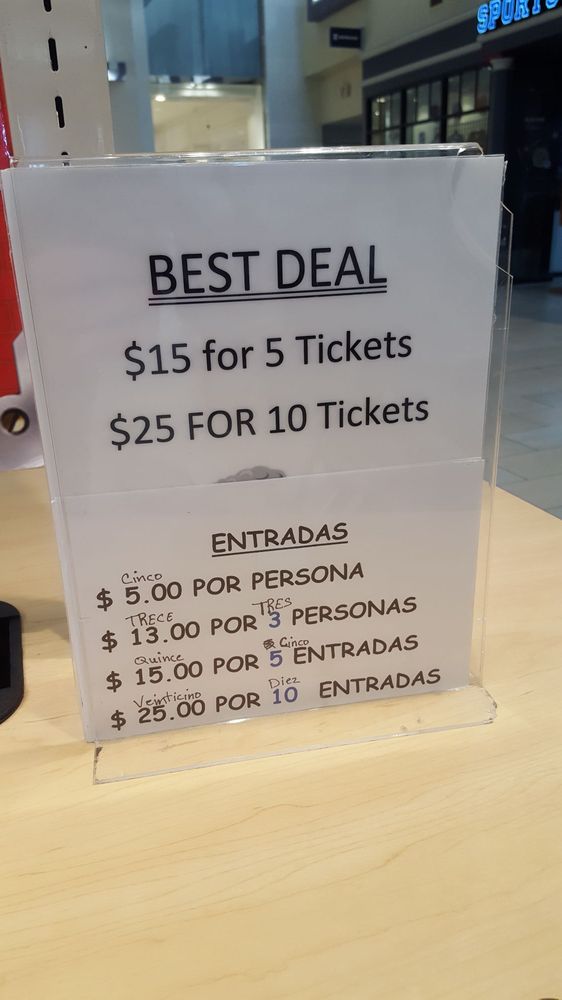 SPORTS
BEST DEAL
$15 for 5 Tickets
$25 FOR 10 Tickets
ENTRADAS
Cinco
$ 5.00 POR PERSONA
TRECE TRES
$ 13.00 POR 3 PERSONAS
Quince Cinco
$ 15.00 POR 5 ENTRADAS
Veinticino Diez
$ 25.00 POR 10 ENTRADAS